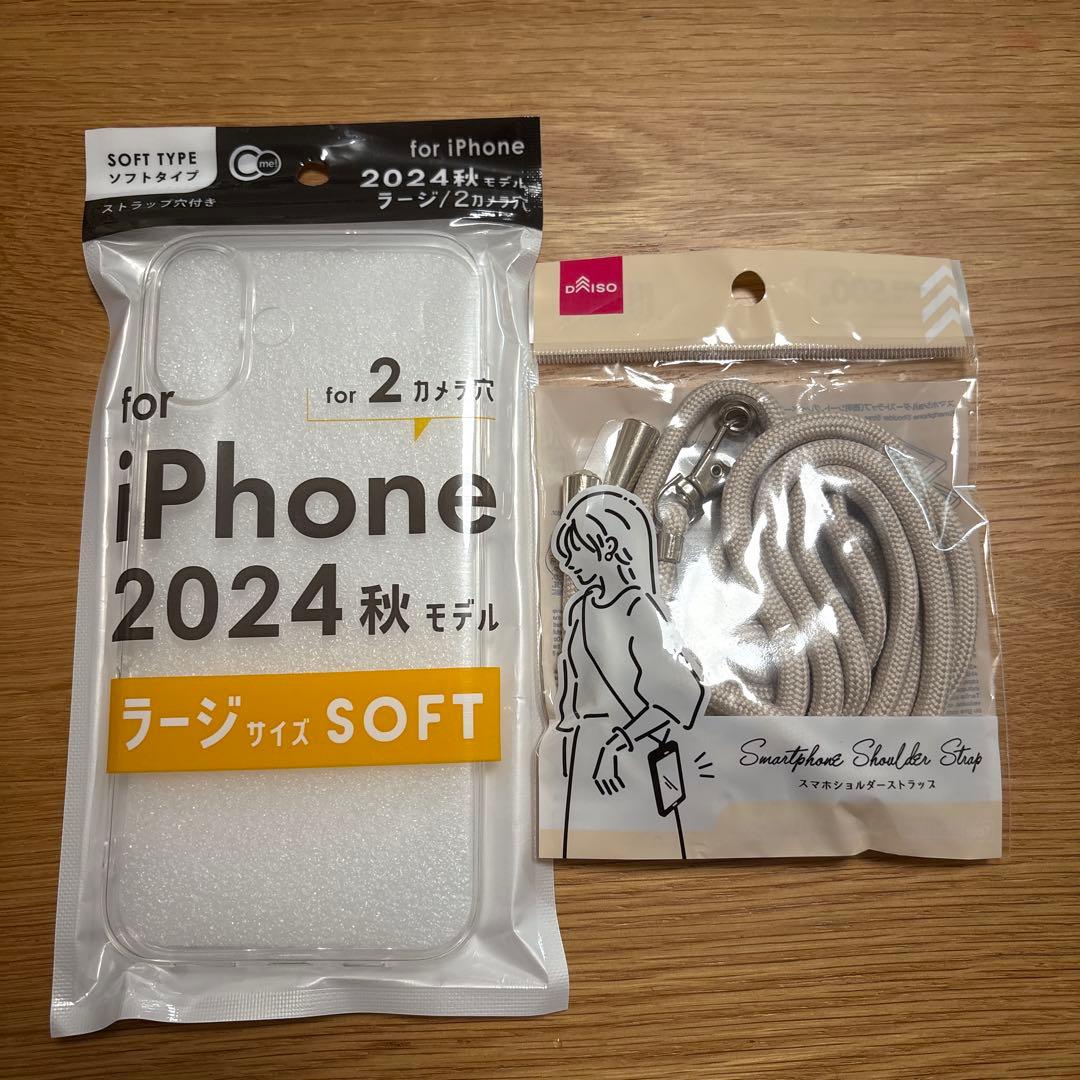 SOFT TYPE
ソフトタイプ
ストラップ穴付き
C me!
for iPhone
2024秋モデル
ラージ/2カメラ穴
for 2カメラ穴
for
iPhone
2024秋モデル
ラージサイズ SOFT
DAISO
Smartphone Shoulder Strap
スマホショルダーストラップ